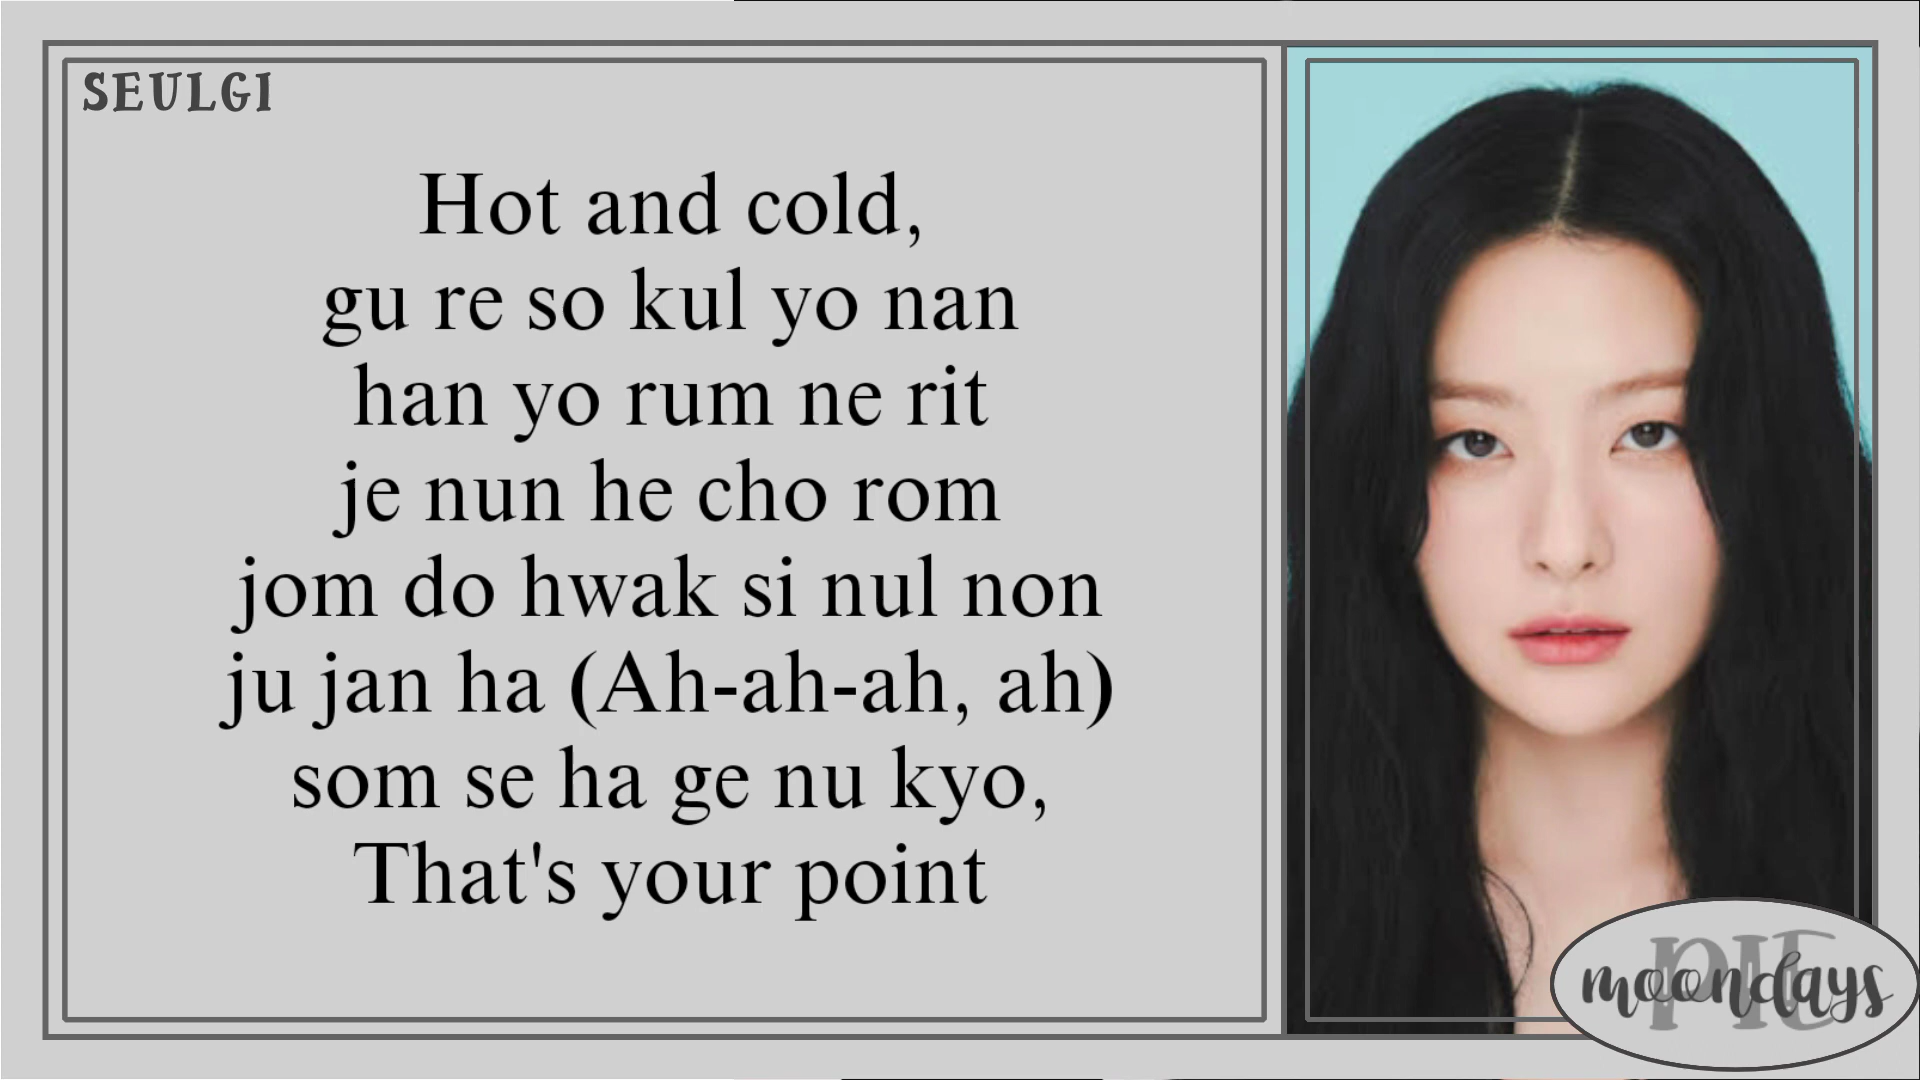 SEULGI
Hot and cold,
gu re so kul yo nan
han yo rum ne rit
je nun he cho rom
jom do hwak si nul non
ju jan ha (Ah-ah-ah, ah)
som se ha ge nu kyo,
That's your point
moondays